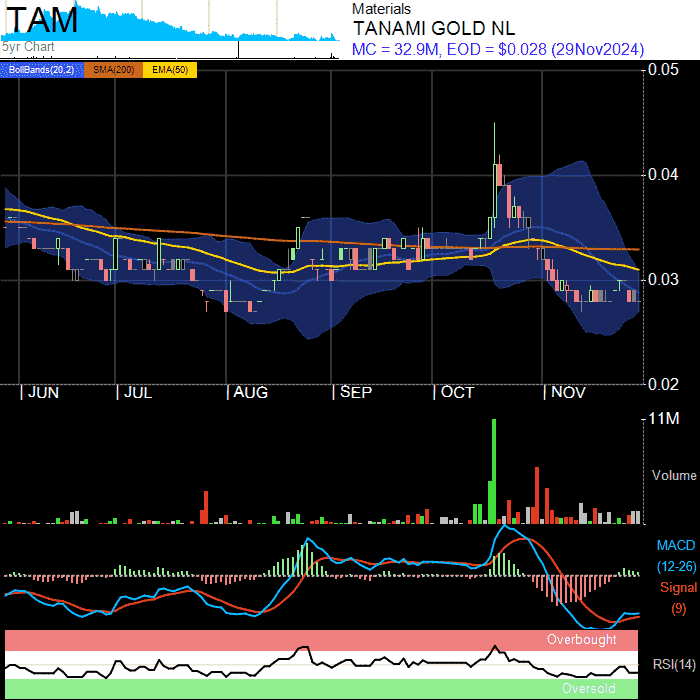 TAM
5yr Chart
Materials
TANAMI GOLD NL
MC = 32.9M, EOD = $0.028 (29Nov2024)
BollBands(20,2) SMA(200) EMA(50)
0.05
0.04
0.03
0.02
JUN JUL AUG SEP OCT NOV
11M
Volume
MACD
(12-26)
Signal
(9)
Overbought
RSI(14)
Oversold